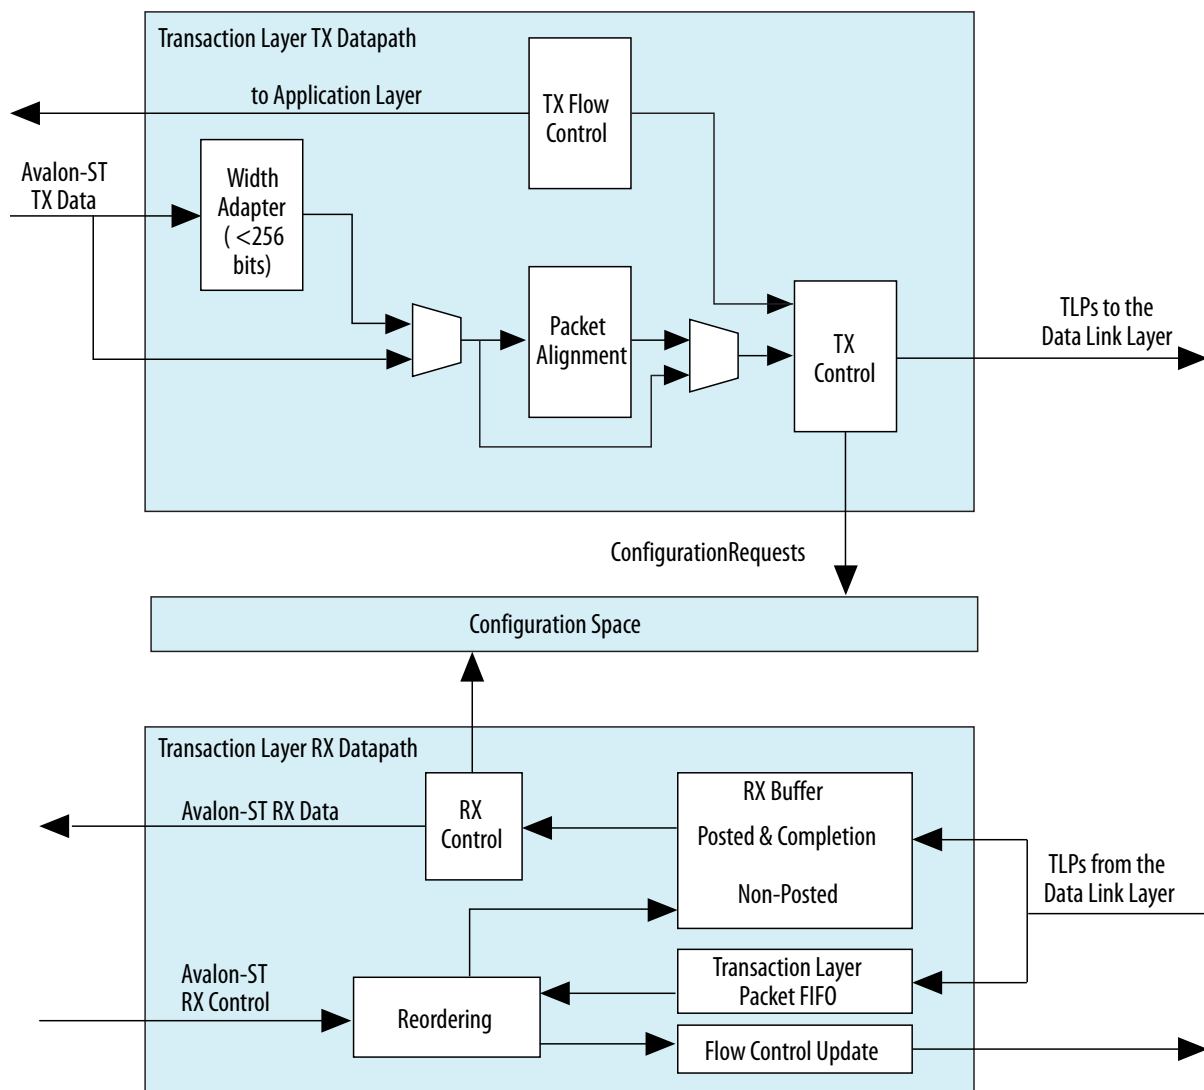 Transaction Layer TX Datapath
to Application Layer
TX Flow
Control
Avalon-ST
TX Data
Width
Adapter
( <256
bits)
Packet
Alignment
TX
Control
TLPs to the
Data Link Layer
ConfigurationRequests
Configuration Space
Transaction Layer RX Datapath
Avalon-ST RX Data
RX
Control
RX Buffer
Posted & Completion
Non-Posted
TLPs from the
Data Link Layer
Avalon-ST
RX Control
Reordering
Transaction Layer
Packet FIFO
Flow Control Update